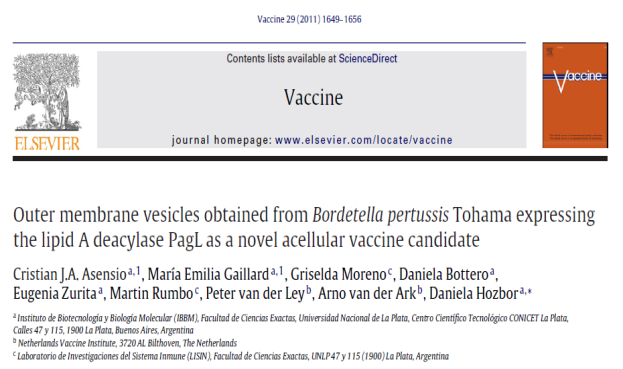 Vaccine 29 (2011) 1649–1656
Contents lists available at ScienceDirect
Vaccine
journal homepage: www.elsevier.com/locate/vaccine
ELSEVIER
Vaccine
Outer membrane vesicles obtained from Bordetella pertussis Tohama expressing
the lipid A deacylase PagL as a novel acellular vaccine candidate
Cristian J.A. Asensio a,1, María Emilia Gaillard a,1, Griselda Moreno c, Daniela Bottero a,
Eugenia Zurita a, Martin Rumbo c, Peter van der Ley b, Arno van der Ark b, Daniela Hozbor a,*
a Instituto de Biotecnología y Biología Molecular (IBBM), Facultad de Ciencias Exactas, Universidad Nacional de La Plata, Centro Científico Tecnológico CONICET La Plata,
Calles 47 y 115, 1900 La Plata, Buenos Aires, Argentina
b Netherlands Vaccine Institute, 3720 AL Bilthoven, The Netherlands
c Laboratorio de Investigaciones del Sistema Inmune (LISIN), Facultad de Ciencias Exactas, UNLP 47 y 115 (1900) La Plata, Argentina